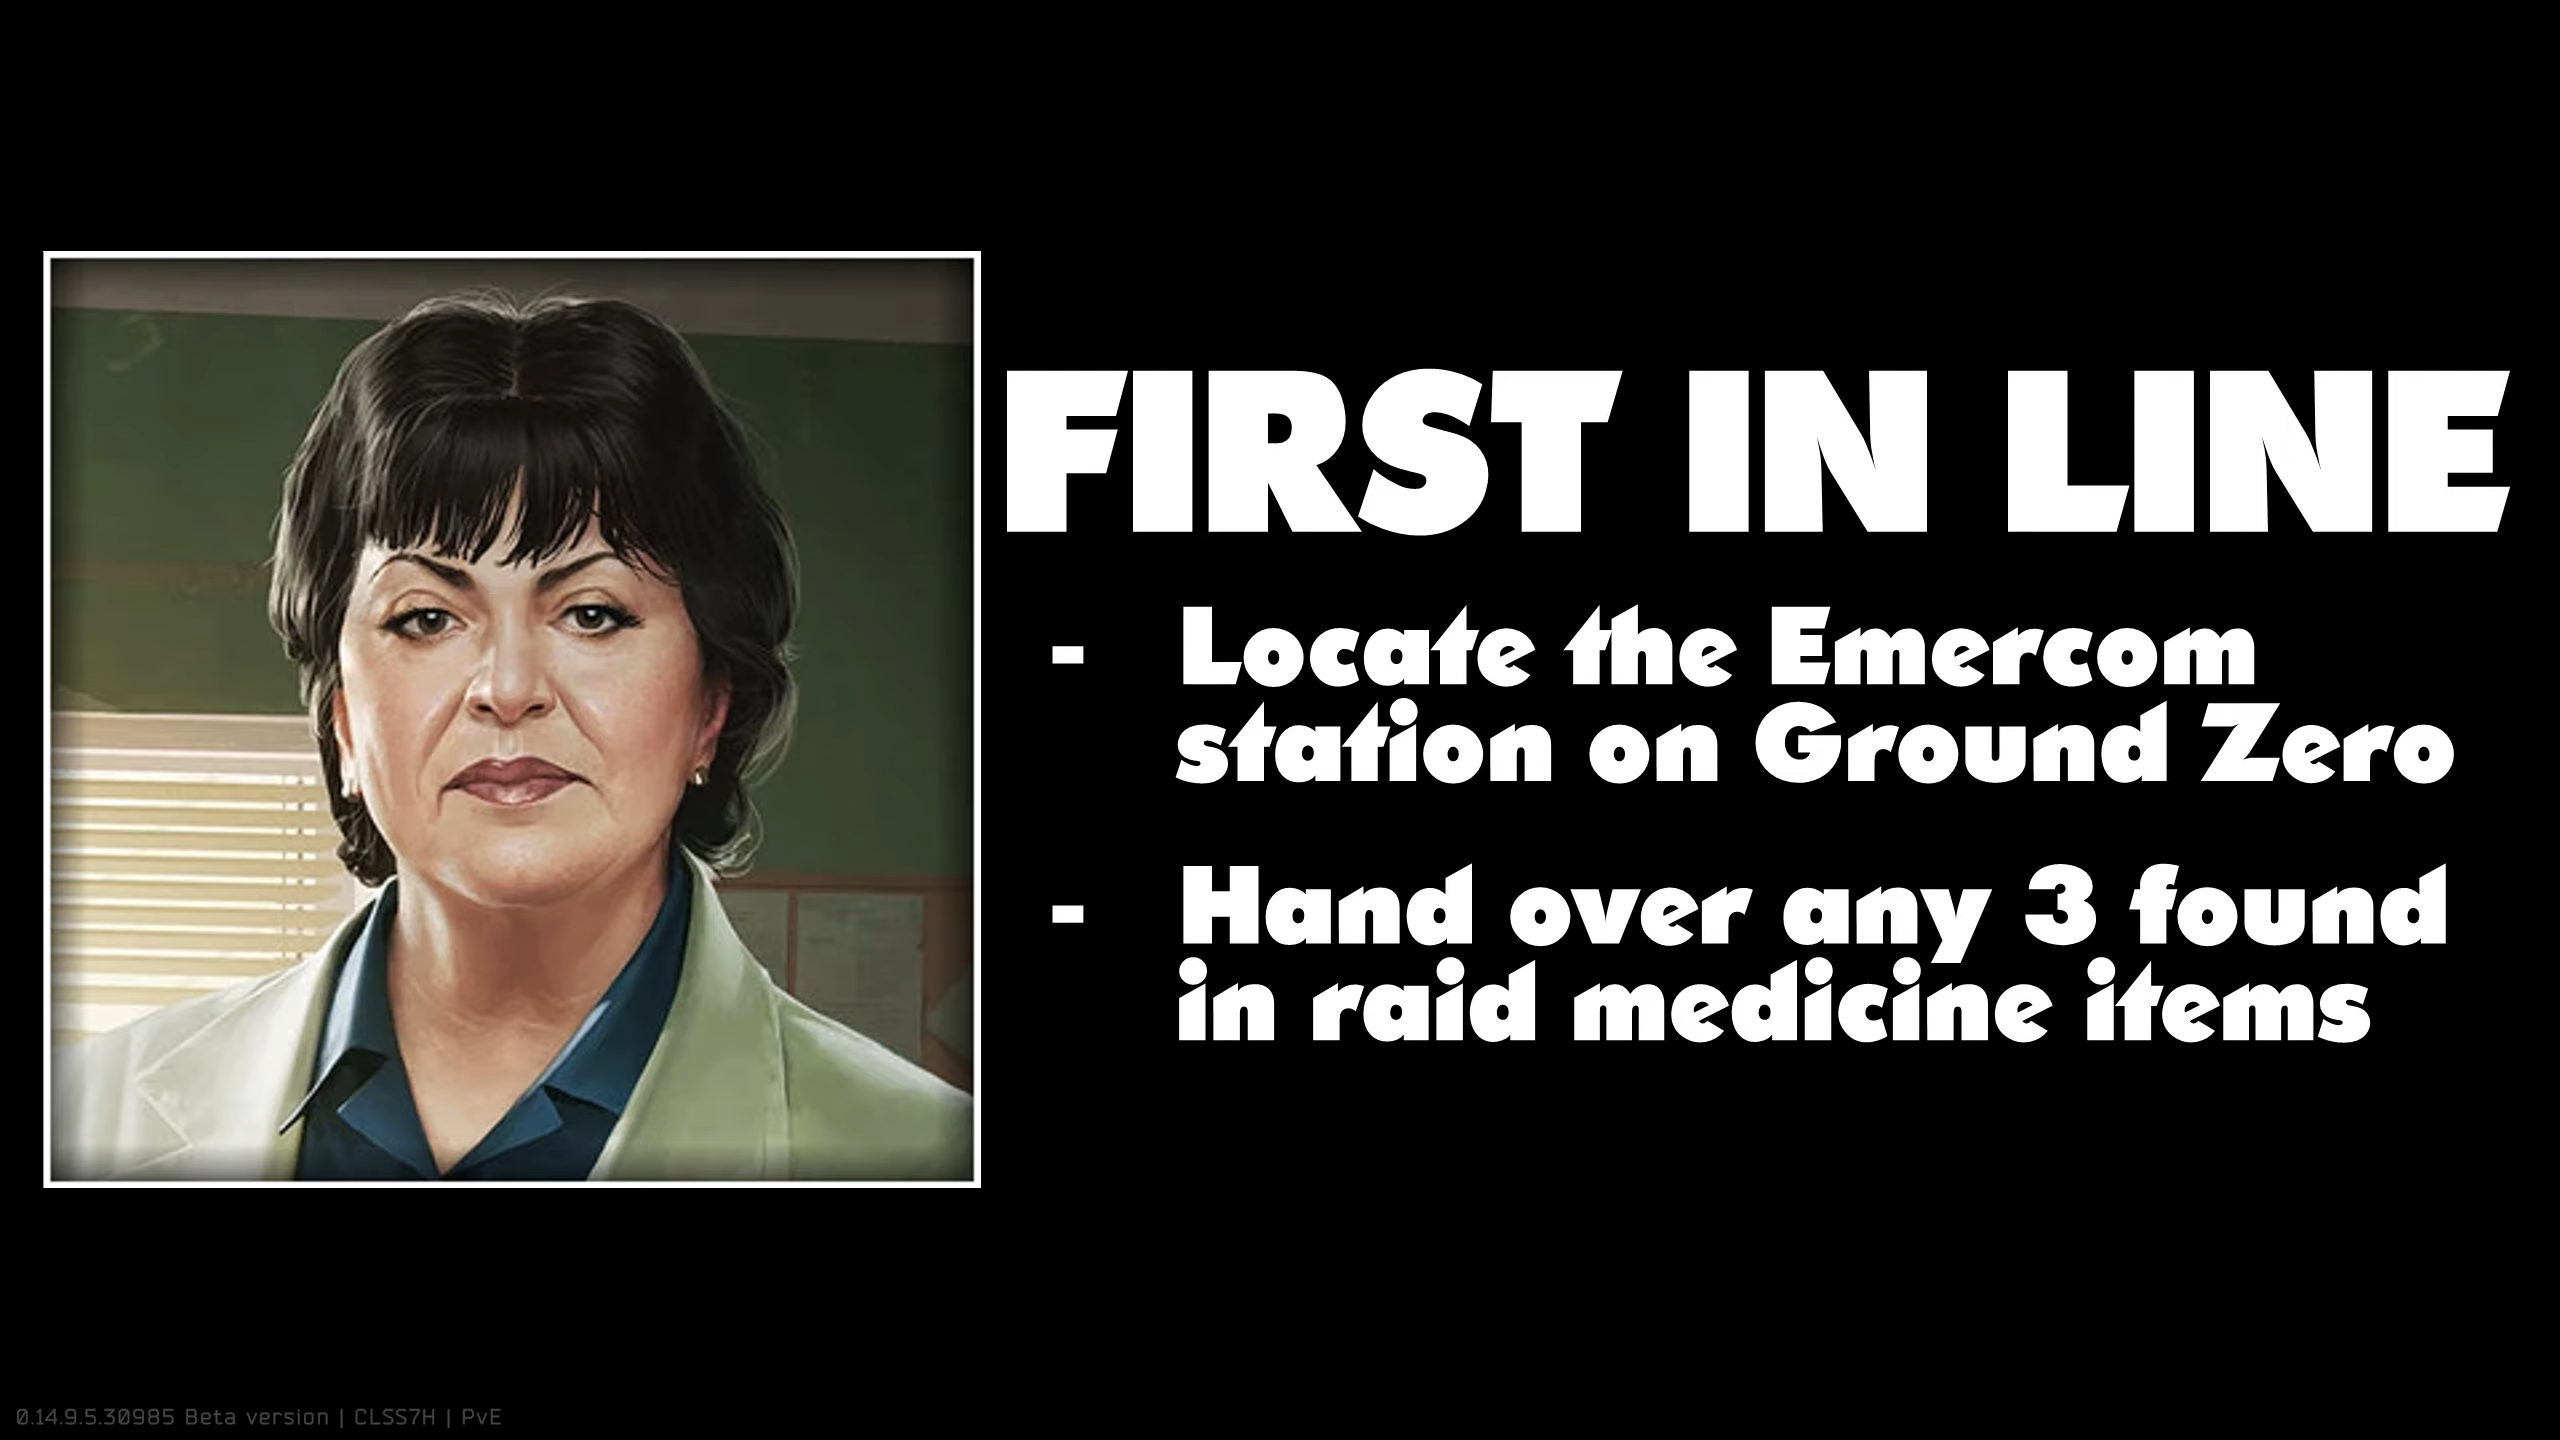 FIRST IN LINE
- Locate the Emercom
station on Ground Zero
- Hand over any 3 found
in raid medicine items
0.14.9.5.30985 Beta version | CLSS7H | PvE